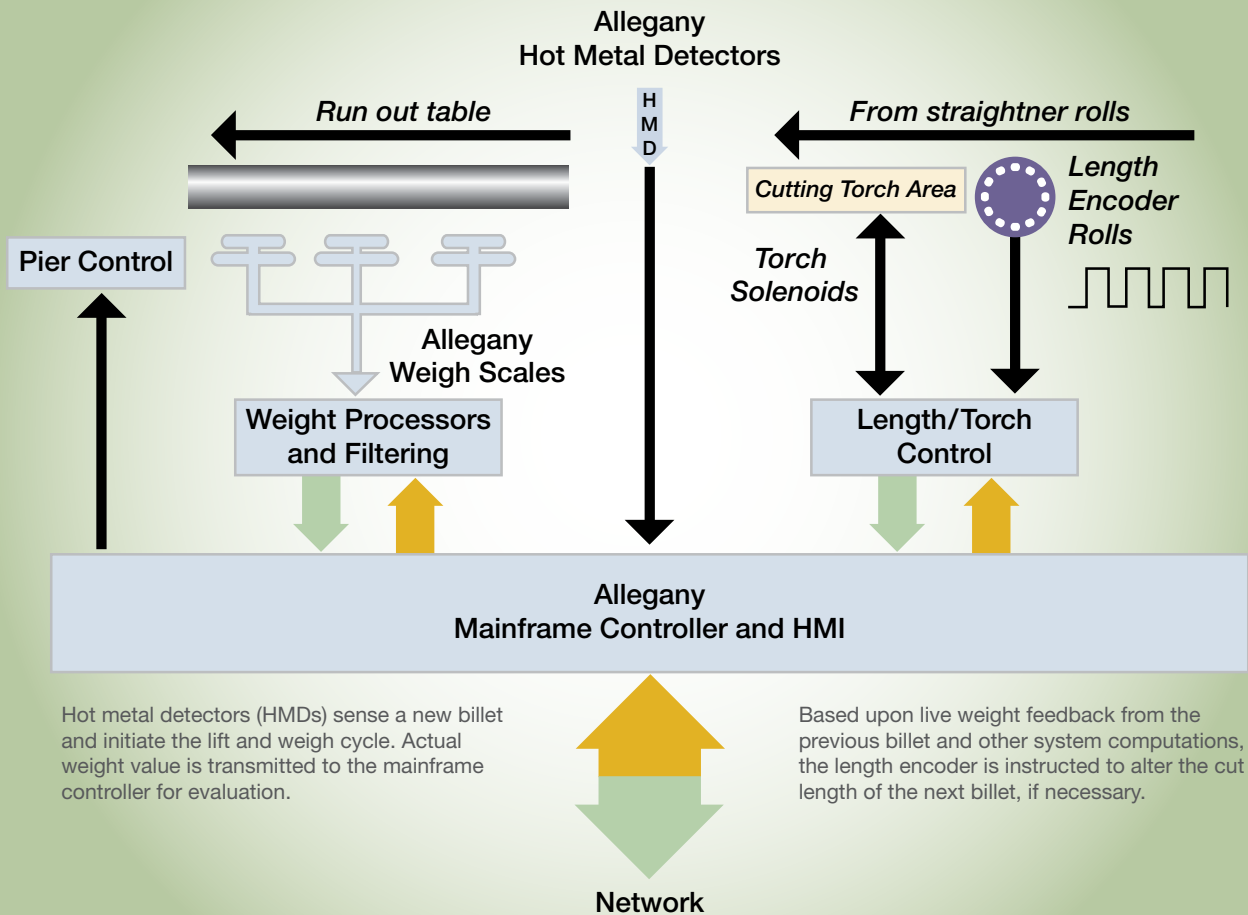 Allegany
Hot Metal Detectors
H
M
D
Run out table
From straightner rolls
Cutting Torch Area
Length
Encoder
Rolls
Pier Control
Torch
Solenoids
Allegany
Weigh Scales
Weight Processors
and Filtering
Length/Torch
Control
Allegany
Mainframe Controller and HMI
Hot metal detectors (HMDs) sense a new billet
and initiate the lift and weigh cycle. Actual
weight value is transmitted to the mainframe
controller for evaluation.
Based upon live weight feedback from the
previous billet and other system computations,
the length encoder is instructed to alter the cut
length of the next billet, if necessary.
Network